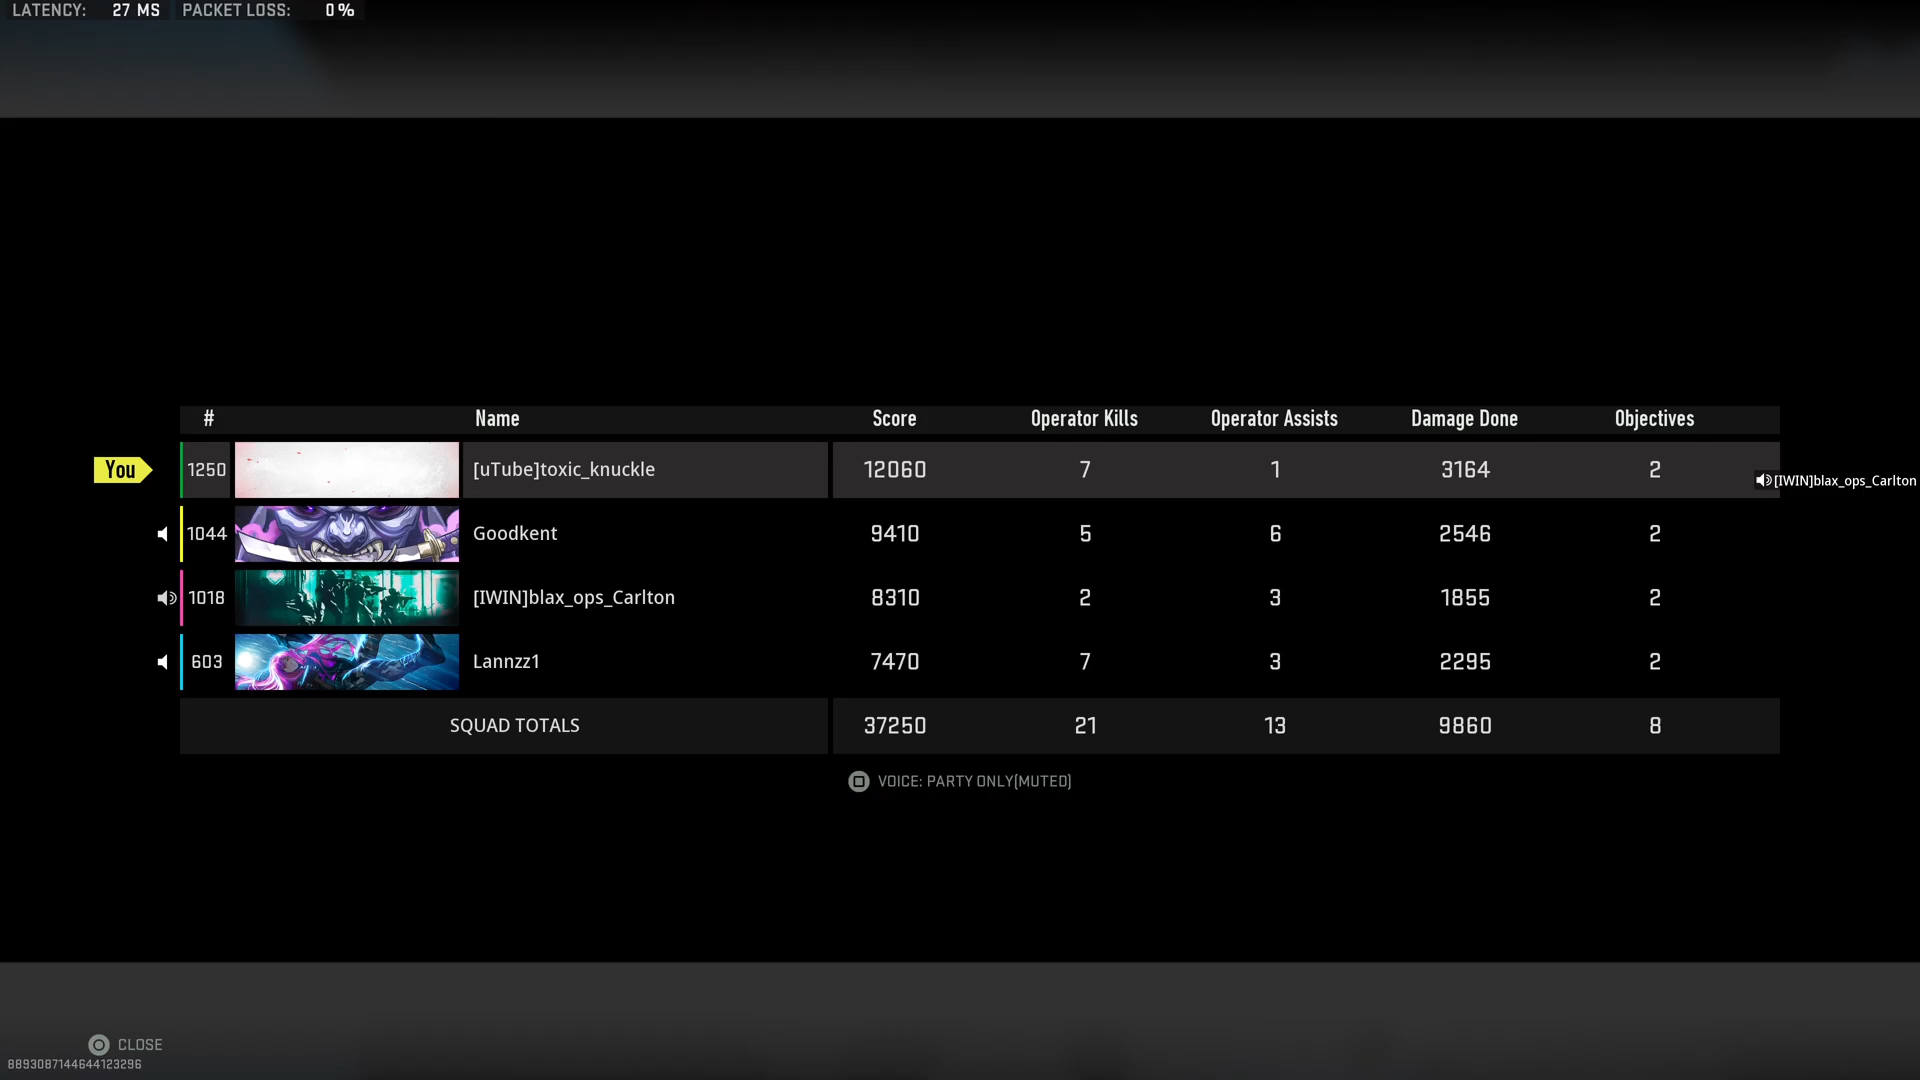 LATENCY: 27 MS PACKET LOSS: 0%
# Name Score Operator Kills Operator Assists Damage Done Objectives
You 1250 [uTube]toxic_knuckle 12060 7 1 3164 2
[IWIN]blax_ops_Carlton
1044 Goodkent 9410 5 6 2546 2
1018 [IWIN]blax_ops_Carlton 8310 2 3 1855 2
603 Lannzz1 7470 7 3 2295 2
SQUAD TOTALS 37250 21 13 9860 8
VOICE: PARTY ONLY(MUTED)
CLOSE
8893087144644123296